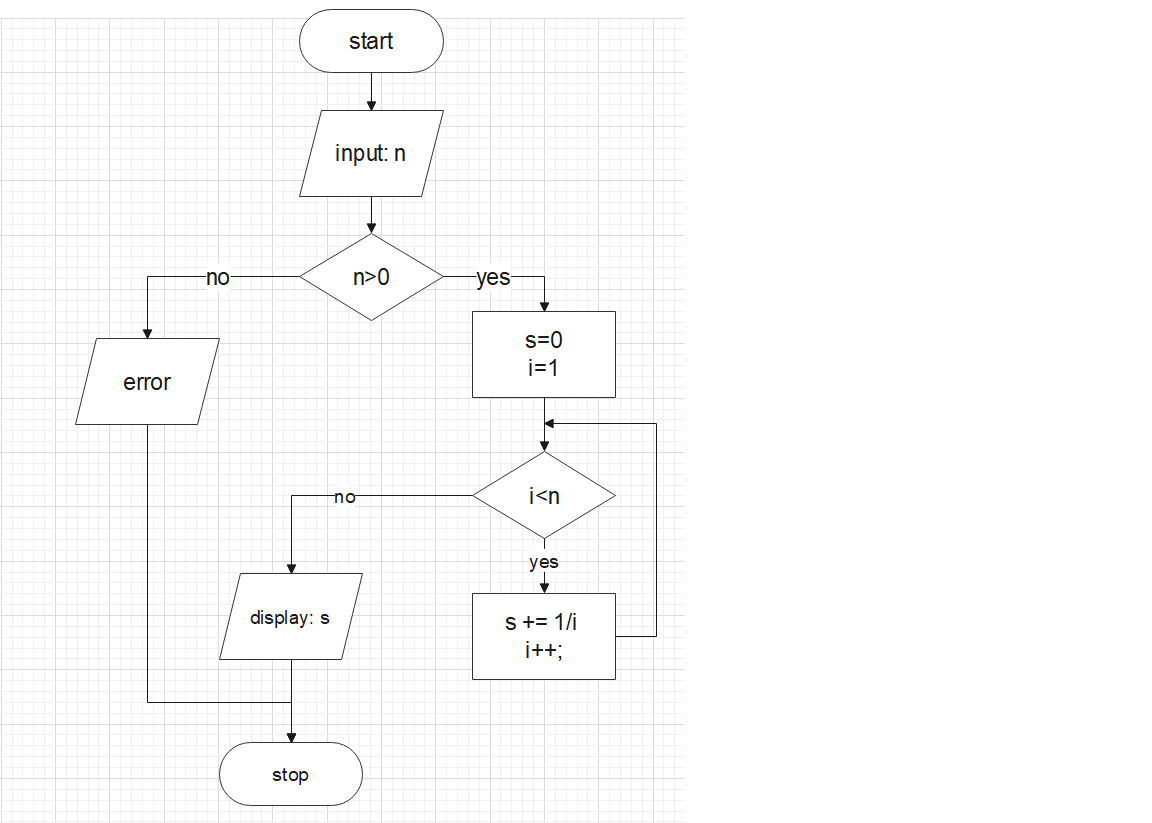 start
input: n
n>0
no
yes
s=0
i=1
error
i<n
no
yes
display: s
s += 1/i
i++;
stop